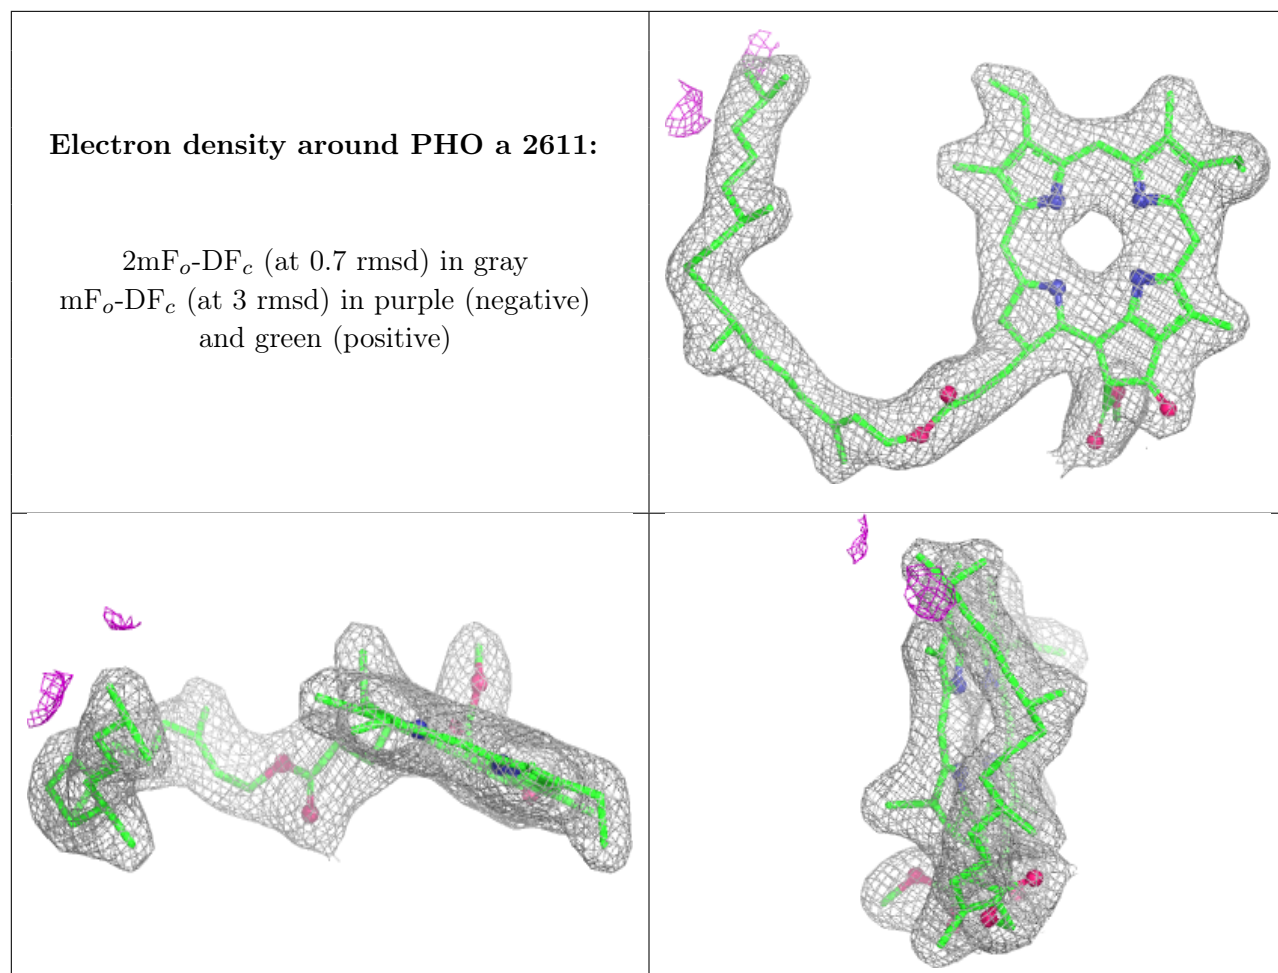 Electron density around PHO a 2611:
2mFo-DFc (at 0.7 rmsd) in gray
mFo-DFc (at 3 rmsd) in purple (negative)
and green (positive)